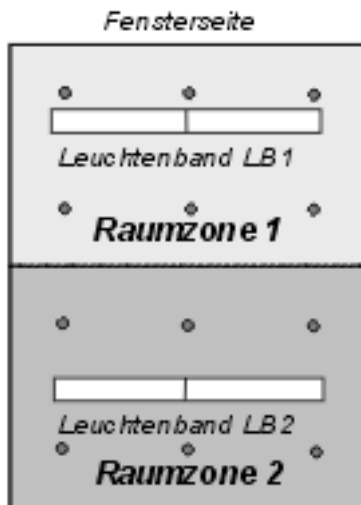 Fensterseite
Leuchtenband LB1
Raumzone 1
Leuchtenband LB2
Raumzone 2